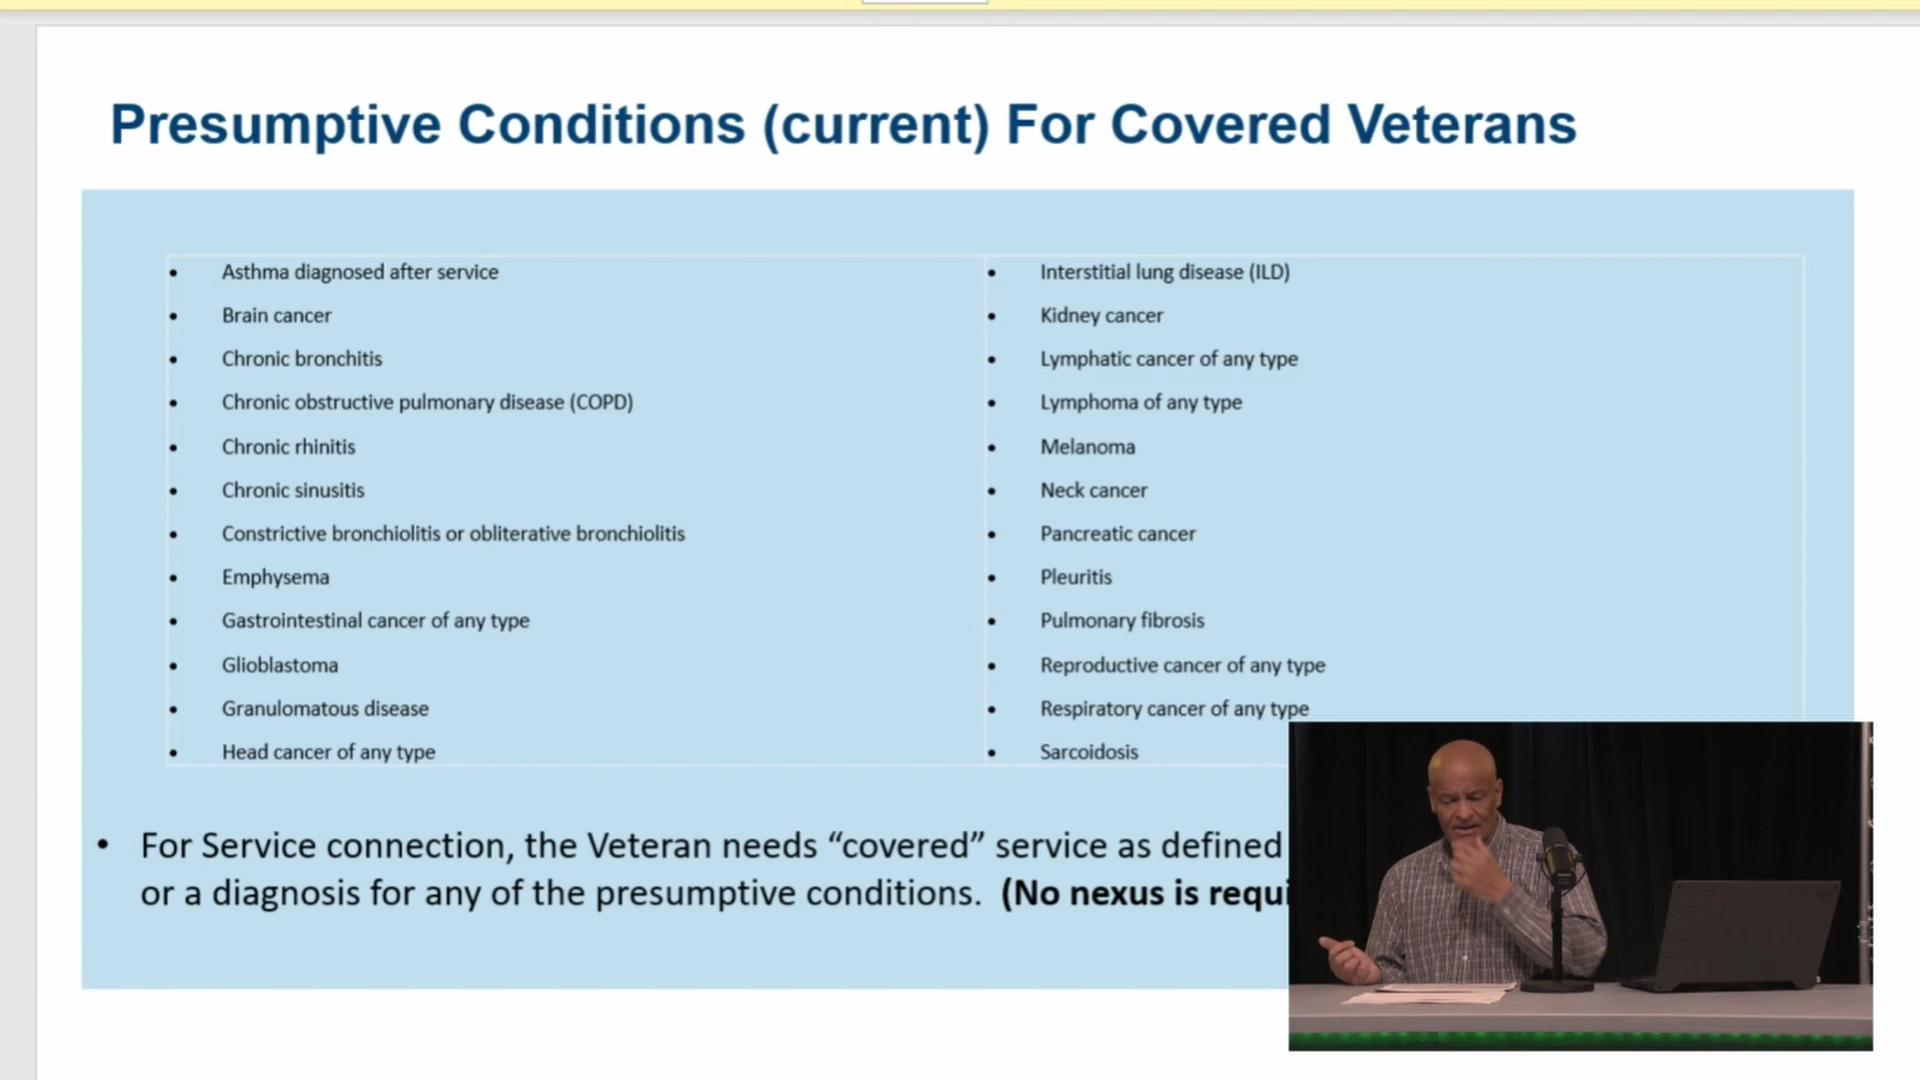 Presumptive Conditions (current) For Covered Veterans
• Asthma diagnosed after service
• Brain cancer
• Chronic bronchitis
• Chronic obstructive pulmonary disease (COPD)
• Chronic rhinitis
• Chronic sinusitis
• Constrictive bronchiolitis or obliterative bronchiolitis
• Emphysema
• Gastrointestinal cancer of any type
• Glioblastoma
• Granulomatous disease
• Head cancer of any type
• Interstitial lung disease (ILD)
• Kidney cancer
• Lymphatic cancer of any type
• Lymphoma of any type
• Melanoma
• Neck cancer
• Pancreatic cancer
• Pleuritis
• Pulmonary fibrosis
• Reproductive cancer of any type
• Respiratory cancer of any type
• Sarcoidosis
• For Service connection, the Veteran needs “covered” service as defined
or a diagnosis for any of the presumptive conditions. (No nexus is requi